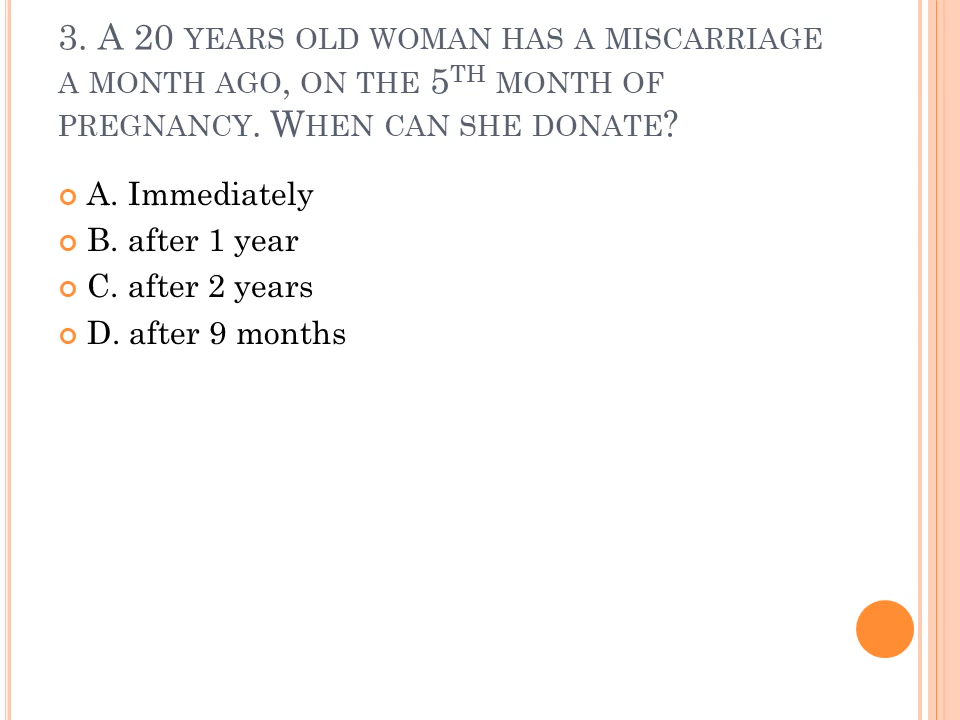 3. A 20 YEARS OLD WOMAN HAS A MISCARRIAGE
A MONTH AGO, ON THE 5TH MONTH OF
PREGNANCY. WHEN CAN SHE DONATE?
A. Immediately
B. after 1 year
C. after 2 years
D. after 9 months